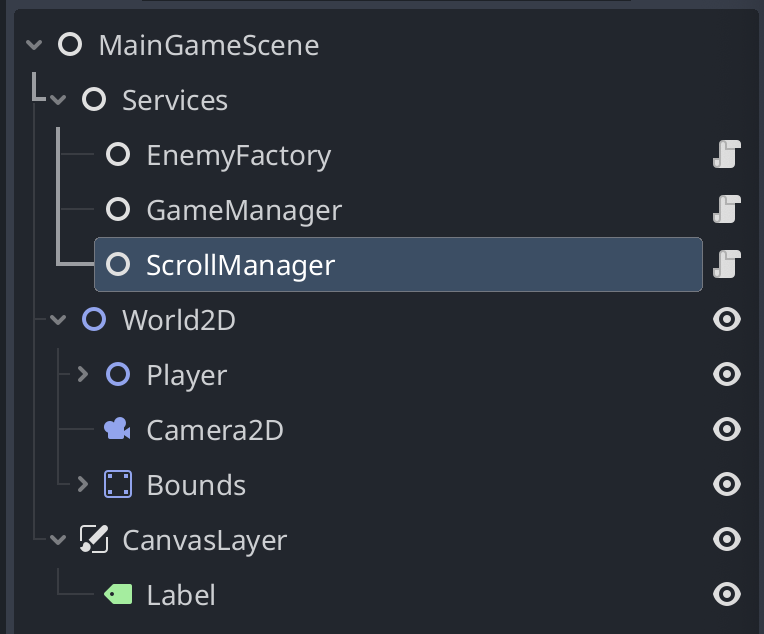 MainGameScene
Services
EnemyFactory
GameManager
ScrollManager
World2D
Player
Camera2D
Bounds
CanvasLayer
Label